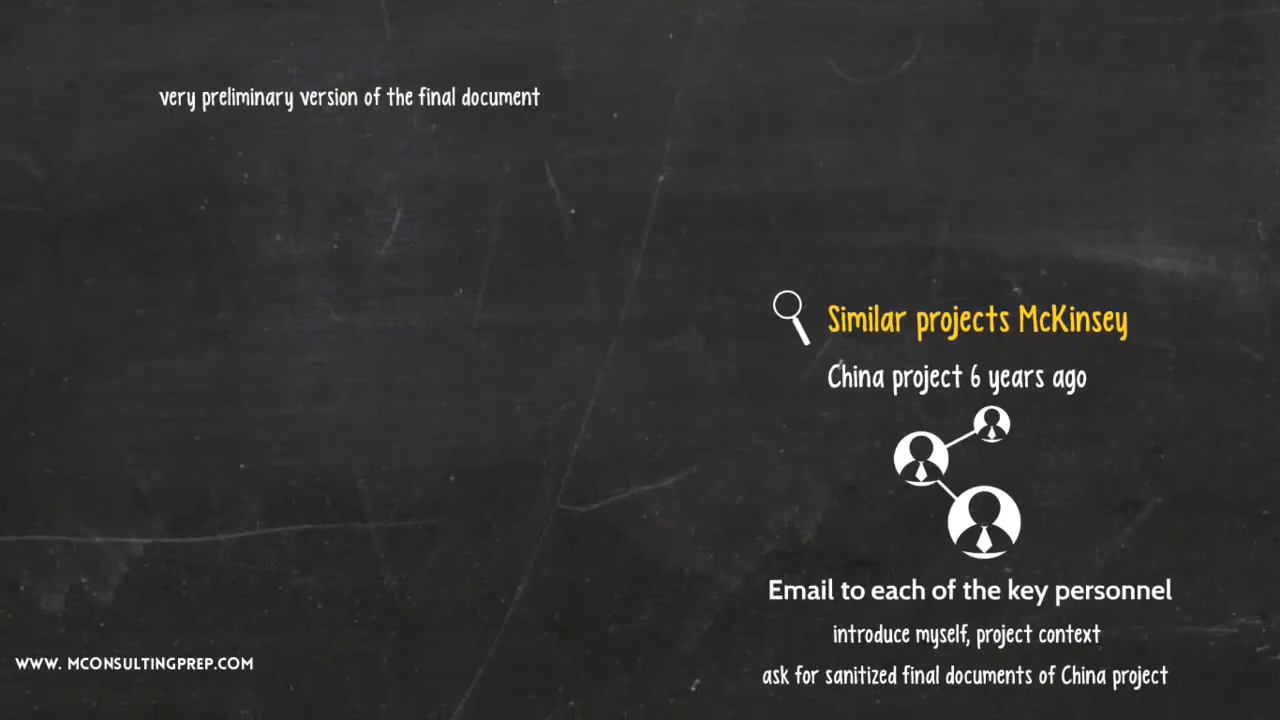 very preliminary version of the final document
Similar projects McKinsey
China project 6 years ago
Email to each of the key personnel
introduce myself, project context
ask for sanitized final documents of China project
WWW. MCONSULTINGPREP.COM